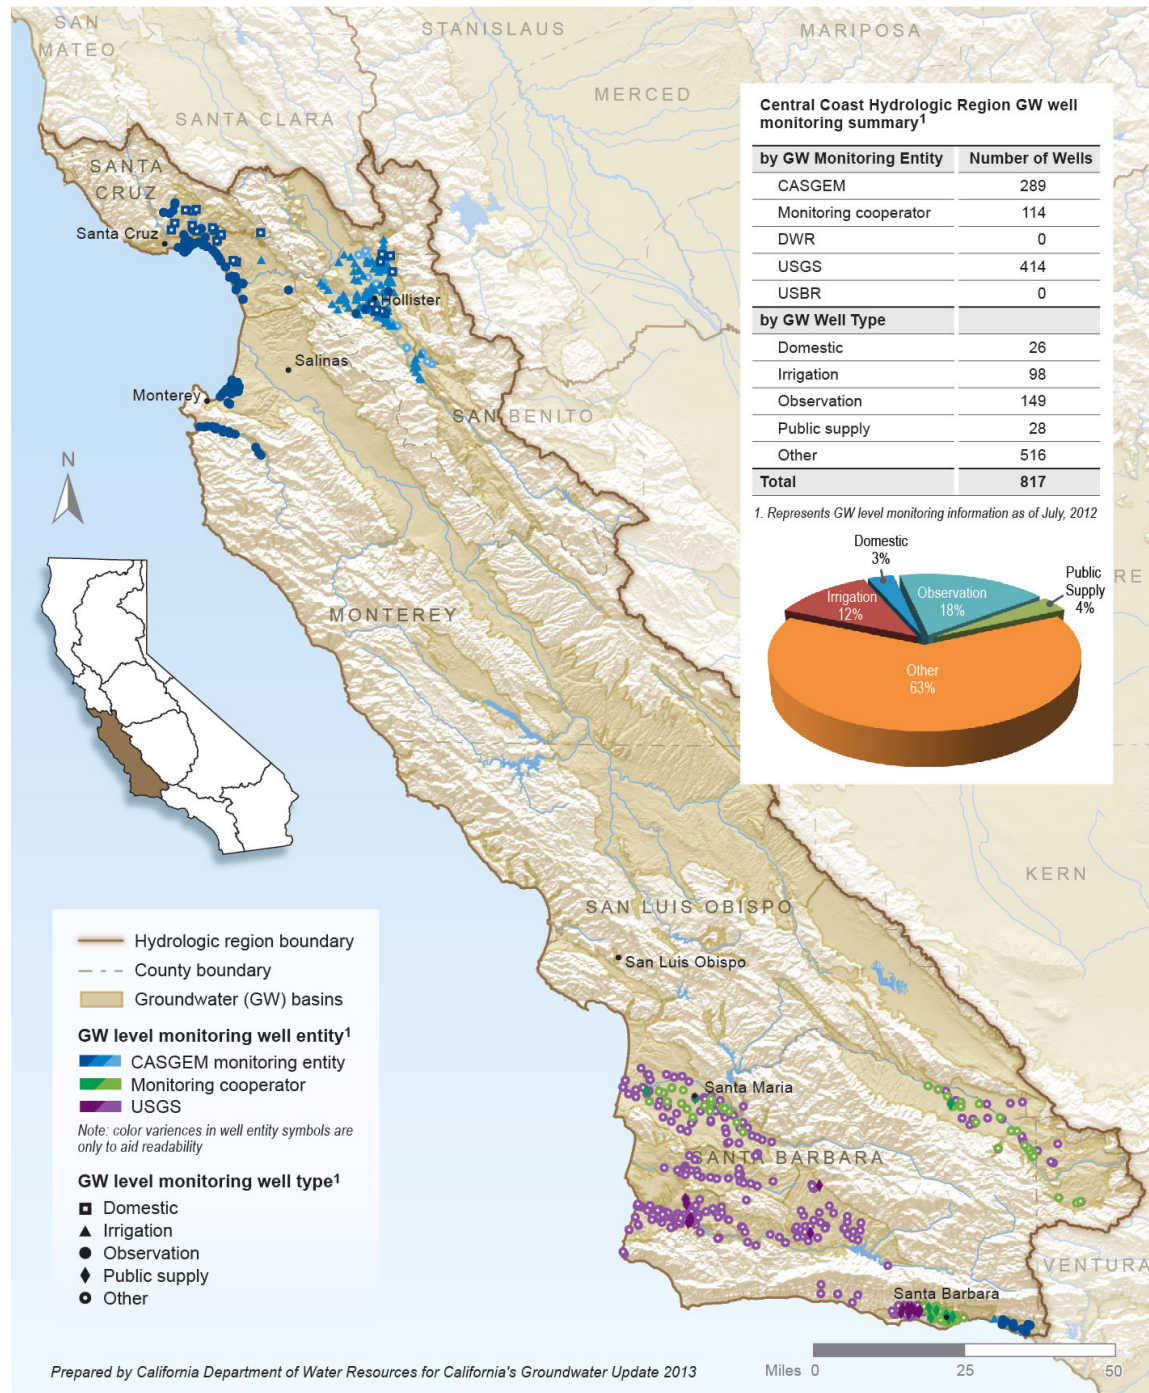 SAN
MATEO
STANISLAUS
MARIPOSA
MERCED
SANTA CLARA
SANTA
CRUZ
Santa Cruz
Hollister
Salinas
Monterey
SAN BENITO
MONTEREY
SAN LUIS OBISPO
San Luis Obispo
KERN
RE
Santa Maria
SANTA BARBARA
VENTURA
Santa Barbara
N
Central Coast Hydrologic Region GW well
monitoring summary1
by GW Monitoring Entity Number of Wells
CASGEM 289
Monitoring cooperator 114
DWR 0
USGS 414
USBR 0
by GW Well Type
Domestic 26
Irrigation 98
Observation 149
Public supply 28
Other 516
Total 817
1. Represents GW level monitoring information as of July, 2012
Domestic
3%
Irrigation
12%
Observation
18%
Public
Supply
4%
Other
63%
Hydrologic region boundary
County boundary
Groundwater (GW) basins
GW level monitoring well entity1
CASGEM monitoring entity
Monitoring cooperator
USGS
Note: color variences in well entity symbols are
only to aid readability
GW level monitoring well type1
Domestic
Irrigation
Observation
Public supply
Other
Miles 0 25 50
Prepared by California Department of Water Resources for California's Groundwater Update 2013